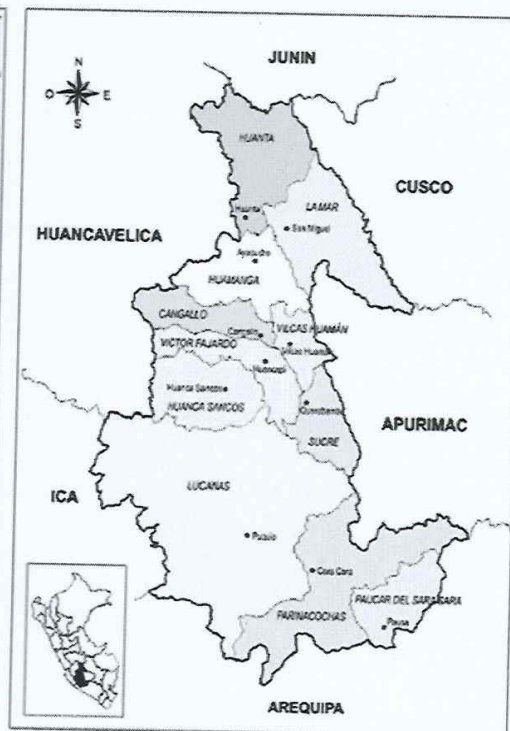 JUNIN
N
O E
S
HUANTA
CUSCO
Huanta
LA MAR
San Miguel
HUANCAVELICA
Ayacucho
HUAMANGA
CANGALLO
Cangallo
VILCAS HUAMÁN
VICTOR FAJARDO
Vilcas Huamán
Huancapi
Huanca Sancos
HUANCA SANCOS
Querobamba
APURIMAC
SUCRE
ICA
LUCANAS
Puquio
Cora Cora
PAUCAR DEL SARA SARA
PARINACOCHAS
Pausa
AREQUIPA